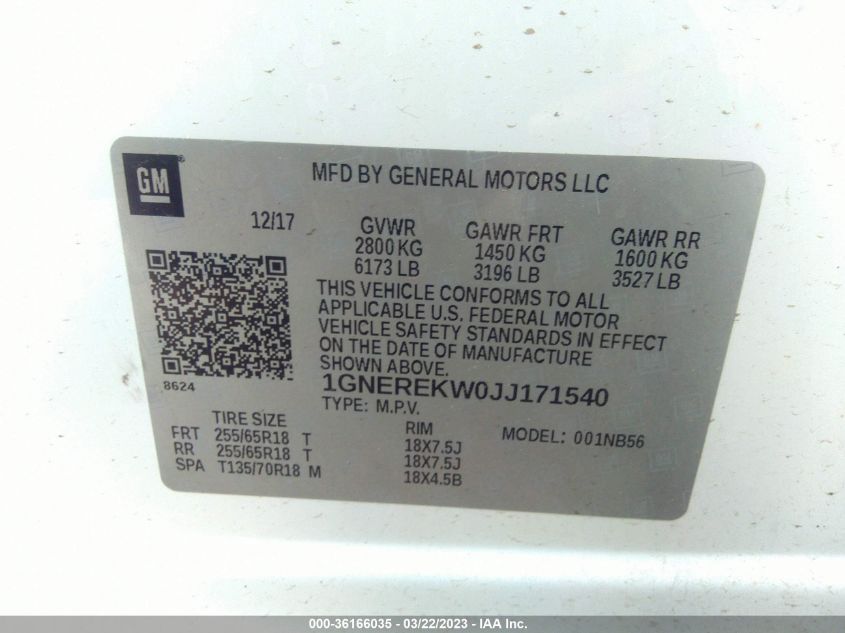 GM®
MFD BY GENERAL MOTORS LLC
12/17 GVWR GAWR FRT GAWR RR
2800 KG 1450 KG 1600 KG
6173 LB 3196 LB 3527 LB
THIS VEHICLE CONFORMS TO ALL
APPLICABLE U.S. FEDERAL MOTOR
VEHICLE SAFETY STANDARDS IN EFFECT
ON THE DATE OF MANUFACTURE
SHOWN ABOVE.
8624
1GNEREKW0JJ171540
TYPE: M.P.V.
TIRE SIZE RIM MODEL: 001NB56
FRT 255/65R18 T 18X7.5J
RR 255/65R18 T 18X7.5J
SPA T135/70R18 M 18X4.5B
000-36166035 - 03/22/2023 - IAA Inc.